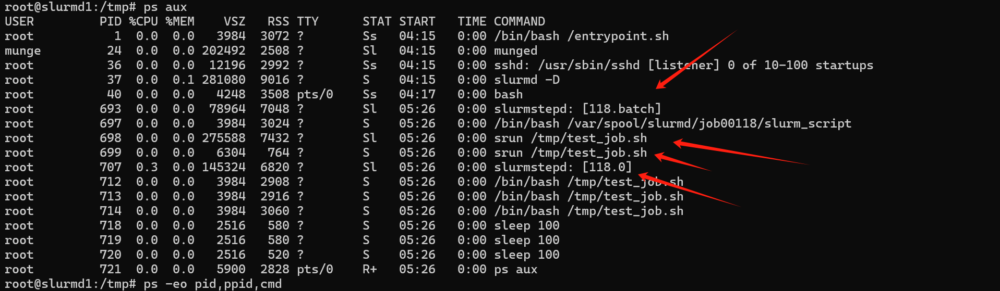 root@slurmd1:/tmp# ps aux
USER         PID %CPU %MEM    VSZ   RSS TTY      STAT START   TIME COMMAND
root           1  0.0  0.0   3984  3072 ?        Ss   04:15   0:00 /bin/bash /entrypoint.sh
munge         24  0.0  0.0 202492  2508 ?        Sl   04:15   0:00 munged
root          36  0.0  0.0  12196  2992 ?        Ss   04:15   0:00 sshd: /usr/sbin/sshd [listener] 0 of 10-100 startups
root          37  0.0  0.1 281080  9016 ?        S    04:15   0:00 slurmd -D
root          40  0.0  0.0   4248  3508 pts/0    Ss   04:17   0:00 bash
root         693  0.0  0.0  78964  7048 ?        Sl   05:26   0:00 slurmstepd: [118.batch]
root         697  0.0  0.0   3984  3024 ?        S    05:26   0:00 /bin/bash /var/spool/slurmd/job00118/slurm_script
root         698  0.0  0.0 275588  7432 ?        Sl   05:26   0:00 srun /tmp/test_job.sh
root         699  0.0  0.0   6304   764 ?        S    05:26   0:00 srun /tmp/test_job.sh
root         707  0.3  0.0 145324  6820 ?        Sl   05:26   0:00 slurmstepd: [118.0]
root         712  0.0  0.0   3984  2908 ?        S    05:26   0:00 /bin/bash /tmp/test_job.sh
root         713  0.0  0.0   3984  2916 ?        S    05:26   0:00 /bin/bash /tmp/test_job.sh
root         714  0.0  0.0   3984  3060 ?        S    05:26   0:00 /bin/bash /tmp/test_job.sh
root         718  0.0  0.0   2516   580 ?        S    05:26   0:00 sleep 100
root         719  0.0  0.0   2516   580 ?        S    05:26   0:00 sleep 100
root         720  0.0  0.0   2516   520 ?        S    05:26   0:00 sleep 100
root         721  0.0  0.0   5900  2828 pts/0    R+   05:26   0:00 ps aux
root@slurmd1:/tmp# ps -eo pid,ppid,cmd